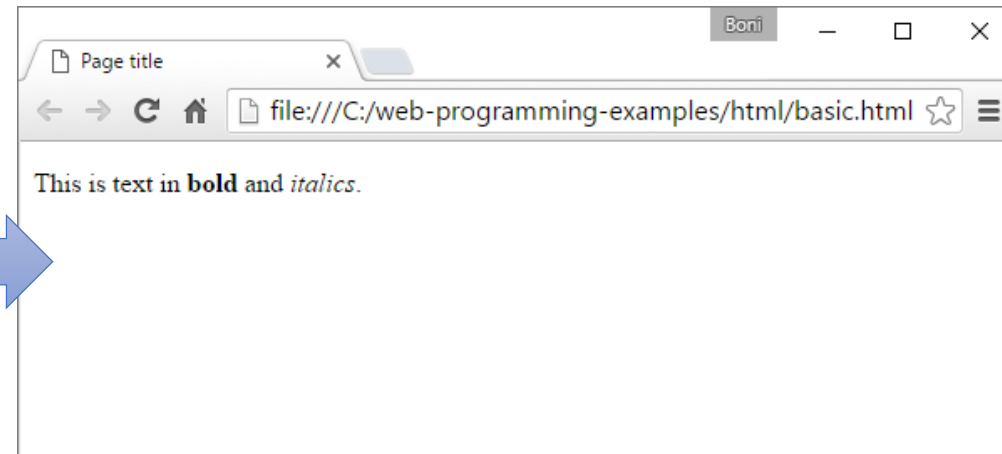 Boni
Page title
file:///C:/web-programming-examples/html/basic.html
This is text in bold and italics.